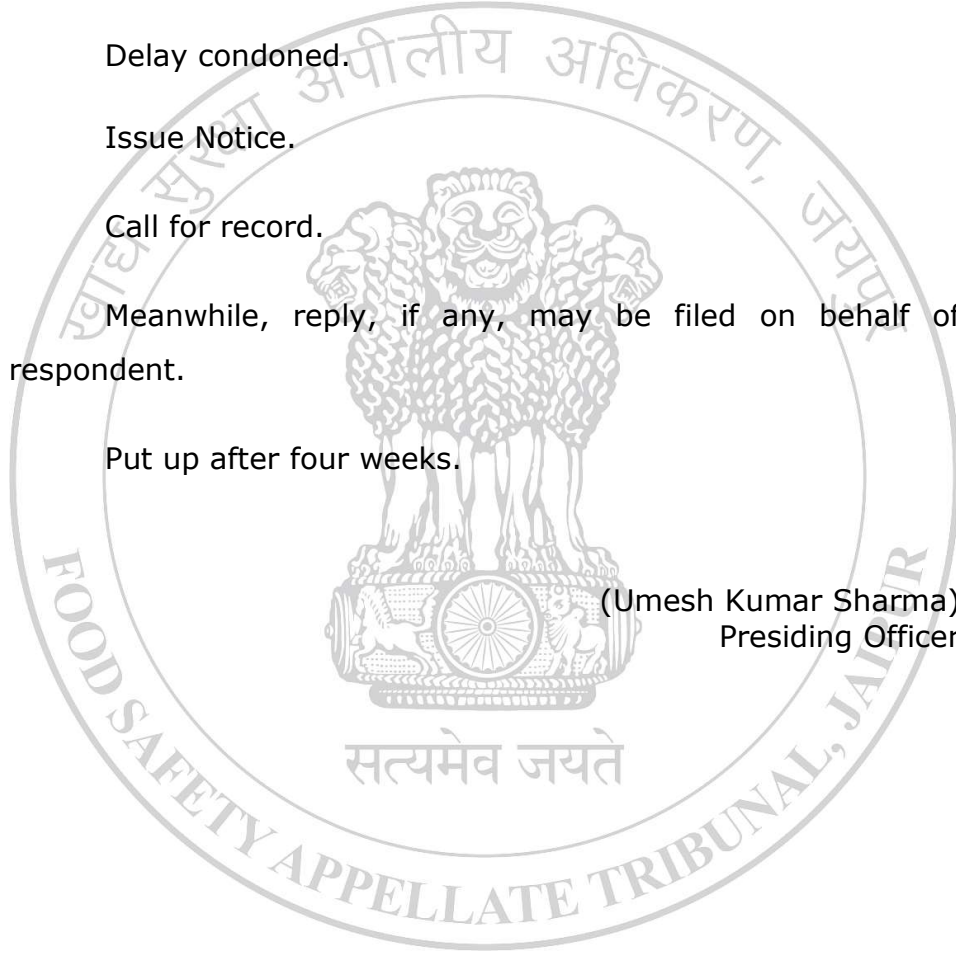 खाद्य सुरक्षा अपीलीय अधिकरण, जयपुर
Delay condoned.
Issue Notice.
Call for record.
Meanwhile, reply, if any, may be filed on behalf of
respondent.
Put up after four weeks.
(Umesh Kumar Sharma)
Presiding Officer
सत्यमेव जयते
FOOD SAFETY APPELLATE TRIBUNAL, JAIPUR